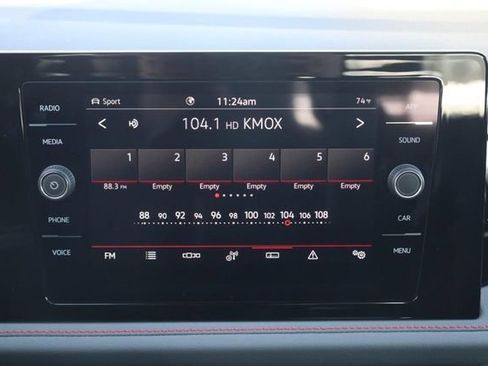 RADIO
MEDIA
PHONE
VOICE
Sport 11:24am 74°F
104.1 HD KMOX
1 2 3 4 5 6
88.3 FM Empty Empty Empty Empty Empty
88 90 92 94 96 98 100 102 104 106 108
FM
APP
SOUND
CAR
MENU